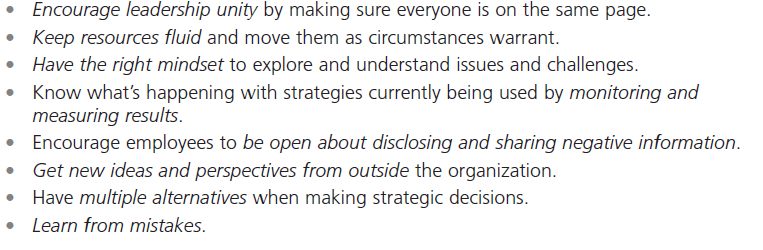 • Encourage leadership unity by making sure everyone is on the same page.
• Keep resources fluid and move them as circumstances warrant.
• Have the right mindset to explore and understand issues and challenges.
• Know what’s happening with strategies currently being used by monitoring and
measuring results.
• Encourage employees to be open about disclosing and sharing negative information.
• Get new ideas and perspectives from outside the organization.
• Have multiple alternatives when making strategic decisions.
• Learn from mistakes.